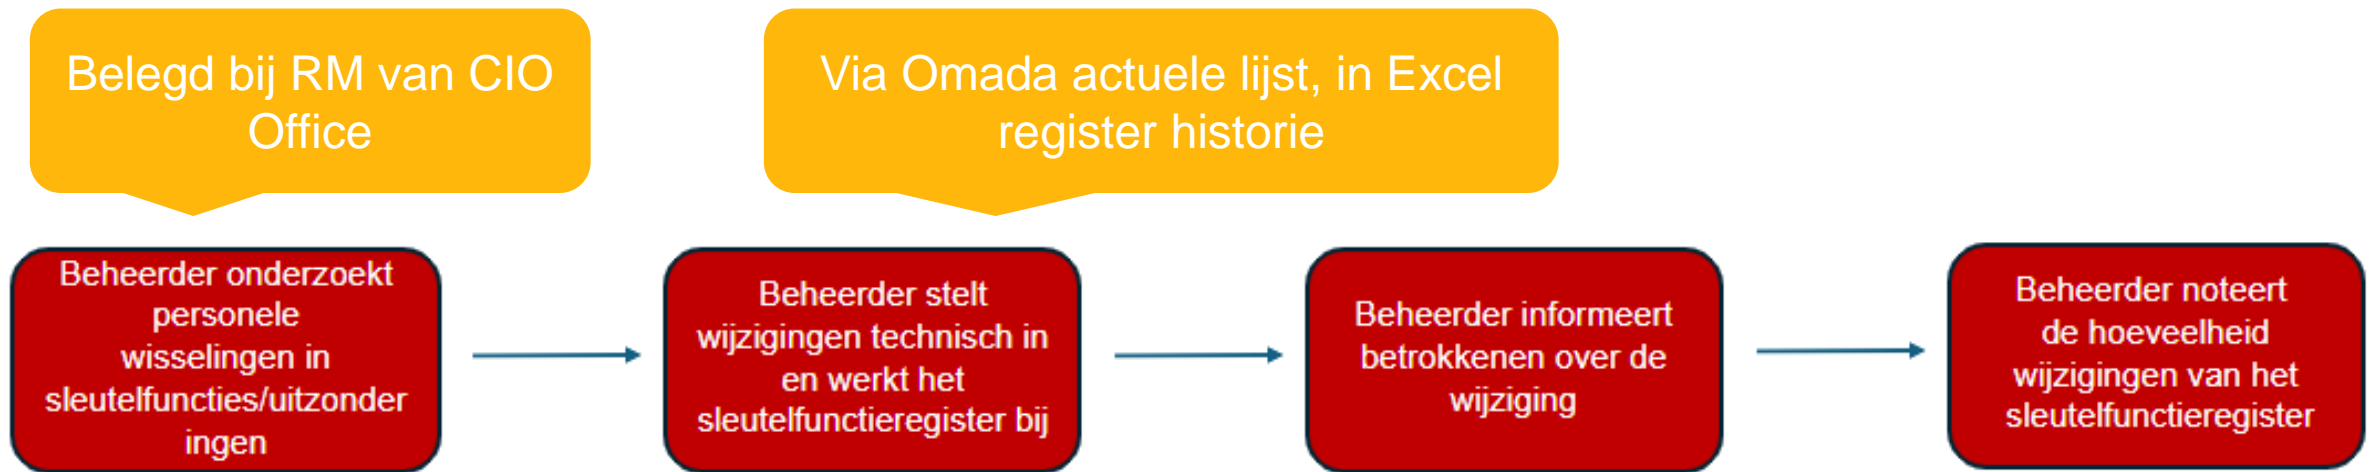 Belegd bij RM van CIO
Office
Via Omada actuele lijst, in Excel
register historie
Beheerder onderzoekt
personele
wisselingen in
sleutelfuncties/uitzonder
ingen
Beheerder stelt
wijzigingen technisch in
en werkt het
sleutelfunctieregister bij
Beheerder informeert
betrokkenen over de
wijziging
Beheerder noteert
de hoeveelheid
wijzigingen van het
sleutelfunctieregister